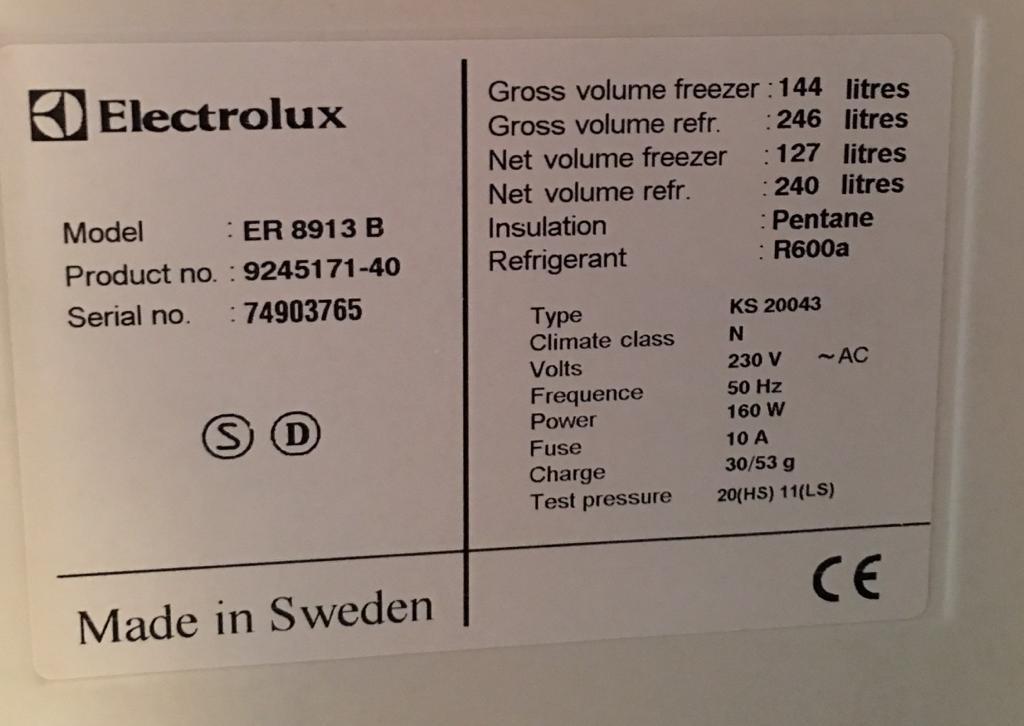 Electrolux
Model : ER 8913 B
Product no. : 9245171-40
Serial no. : 74903765
S D
Made in Sweden
Gross volume freezer : 144 litres
Gross volume refr. : 246 litres
Net volume freezer : 127 litres
Net volume refr. : 240 litres
Insulation : Pentane
Refrigerant : R600a
Type KS 20043
Climate class N
Volts 230 V ~AC
Frequence 50 Hz
Power 160 W
Fuse 10 A
Charge 30/53 g
Test pressure 20(HS) 11(LS)
CE